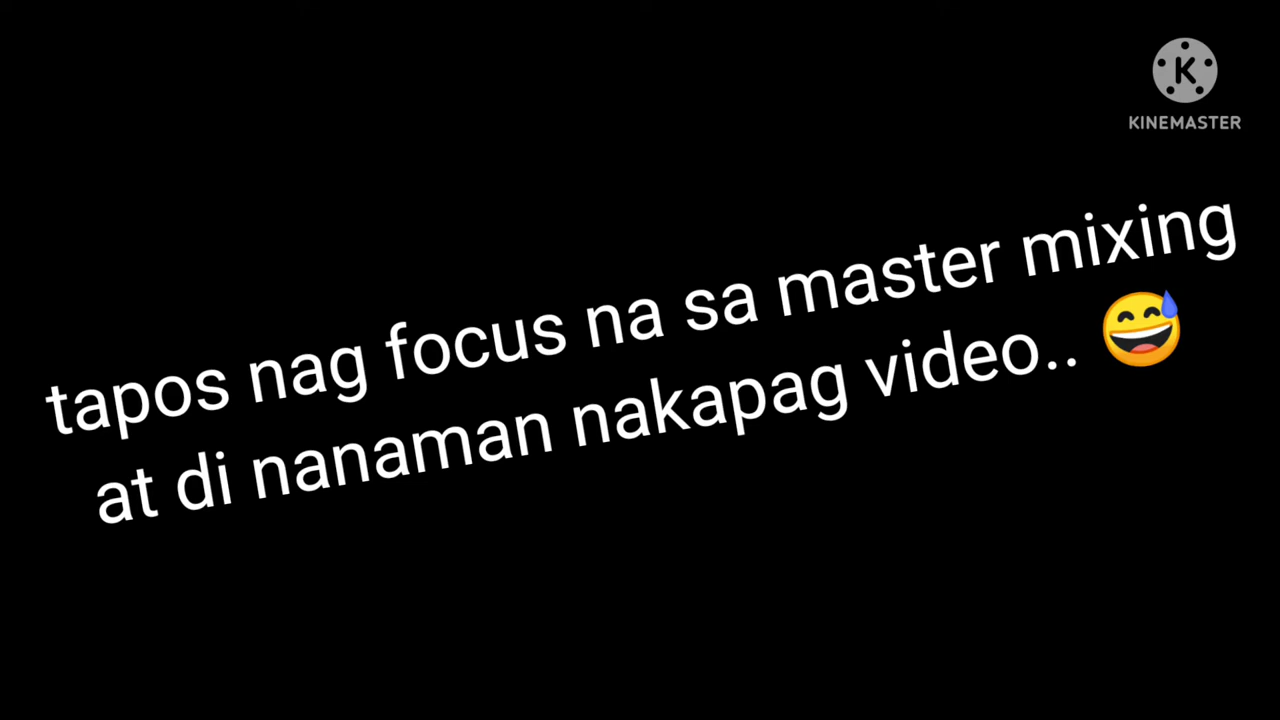 KINEMASTER
tapos nag focus na sa master mixing
at di nanaman nakapag video.. 😅